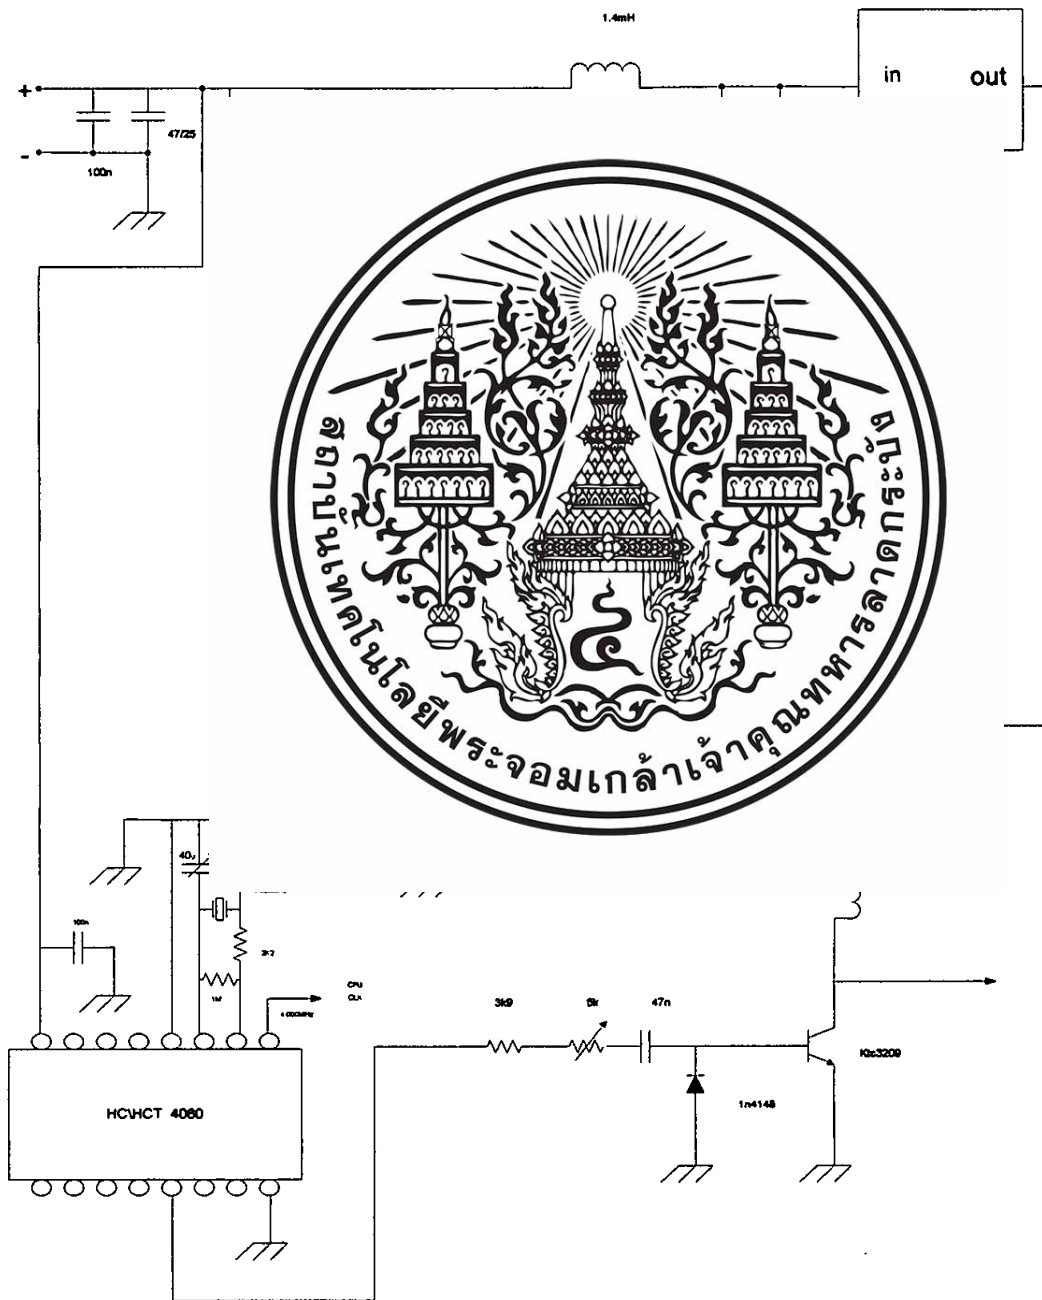 1.4mH
in
out
+
47/25
-
100n
สถาบันเทคโนโลยีพระจอมเกล้าเจ้าคุณทหารลาดกระบัง
100n
1M
CPU
CLK
3k9
5k
47n
Ktc3209
1n4148
HC\HCT 4060